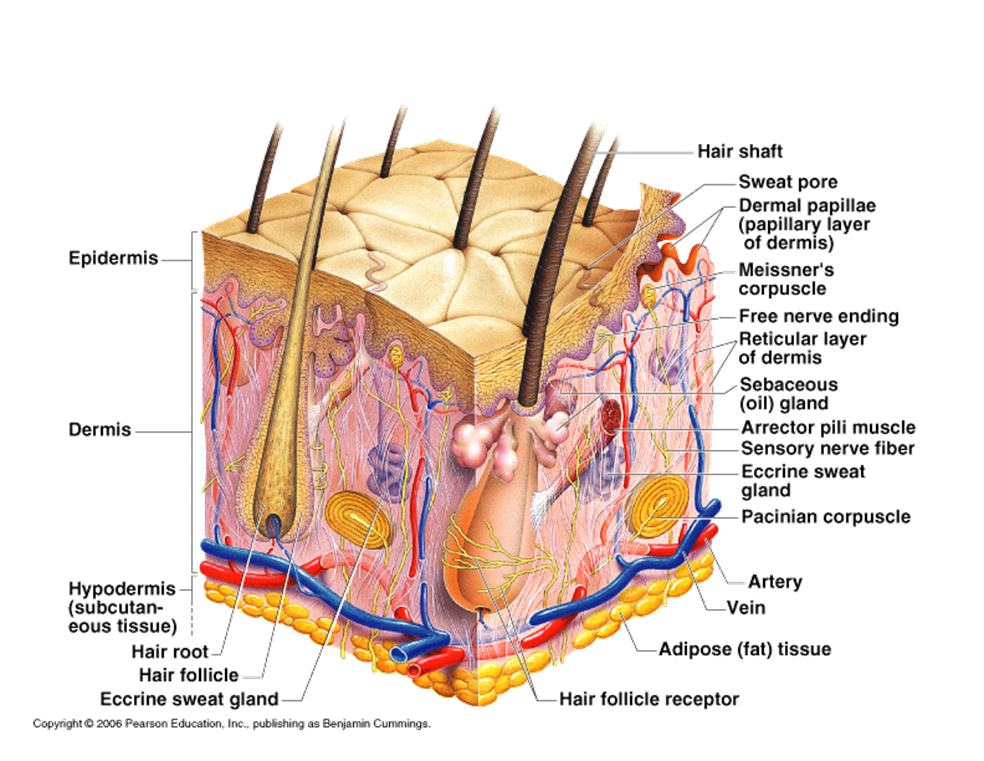 Hair shaft
Sweat pore
Dermal papillae
(papillary layer
of dermis)
Meissner's
corpuscle
Free nerve ending
Reticular layer
of dermis
Sebaceous
(oil) gland
Arrector pili muscle
Sensory nerve fiber
Eccrine sweat
gland
Pacinian corpuscle
Artery
Vein
Adipose (fat) tissue
Hair follicle receptor
Epidermis
Dermis
Hypodermis
(subcutan-
eous tissue)
Hair root
Hair follicle
Eccrine sweat gland
Copyright © 2006 Pearson Education, Inc., publishing as Benjamin Cummings.